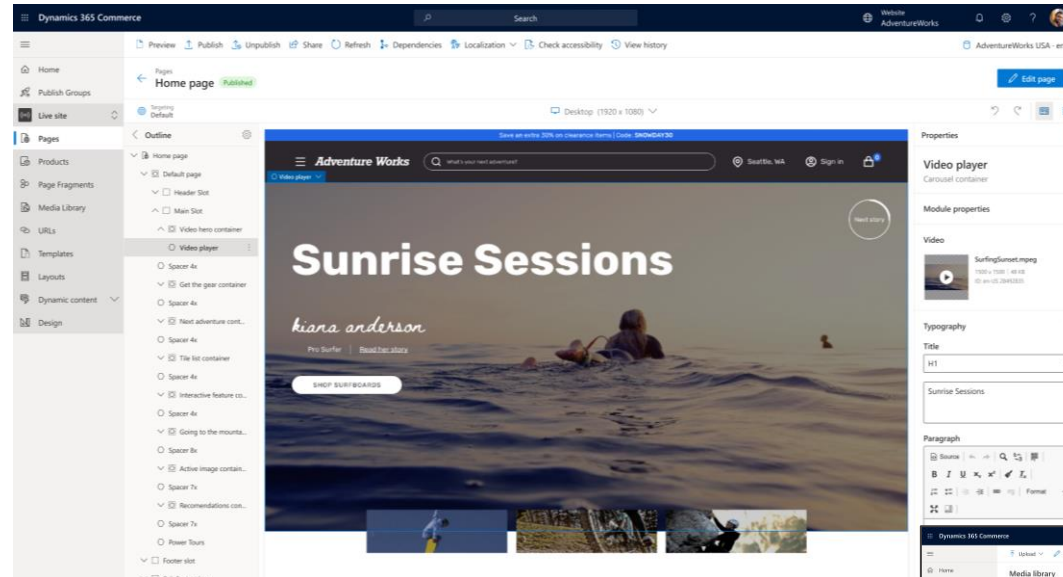 Dynamics 365 Commerce
Search
Website
AdventureWorks
?
Preview Publish Unpublish Share Refresh Dependencies Localization Check accessibility View history
AdventureWorks USA - en
Pages
Home page Published
Edit page
Targeting
Default
Desktop (1920 x 1080)
Home
Publish Groups
Live site
Pages
Products
Page Fragments
Media Library
URLs
Templates
Layouts
Dynamic content
Design
Outline
Home page
Default page
Header Slot
Main Slot
Video hero container
Video player
Spacer 4x
Get the gear container
Spacer 4x
Next adventure cont...
Spacer 4x
Tile list container
Spacer 4x
Interactive feature co...
Spacer 4x
Going to the mounta...
Spacer 8x
Active image contain...
Spacer 7x
Recomendations con...
Spacer 7x
Power Tours
Footer slot
Save an extra 30% on clearance items | Code: SNOWDAY30
Adventure Works
What's your next adventure?
Seattle, WA
Sign in
Video player
Next story
Sunrise Sessions
kiana anderson
Pro Surfer | Read her story
SHOP SURFBOARDS
Properties
Video player
Carousel container
Module properties
Video
SurfingSunset.mpeg
Typography
Title
H1
Sunrise Sessions
Paragraph
Source
B I U x₂ x² Iₓ
Format
Dynamics 365 Commerce
Upload
Home
Media library